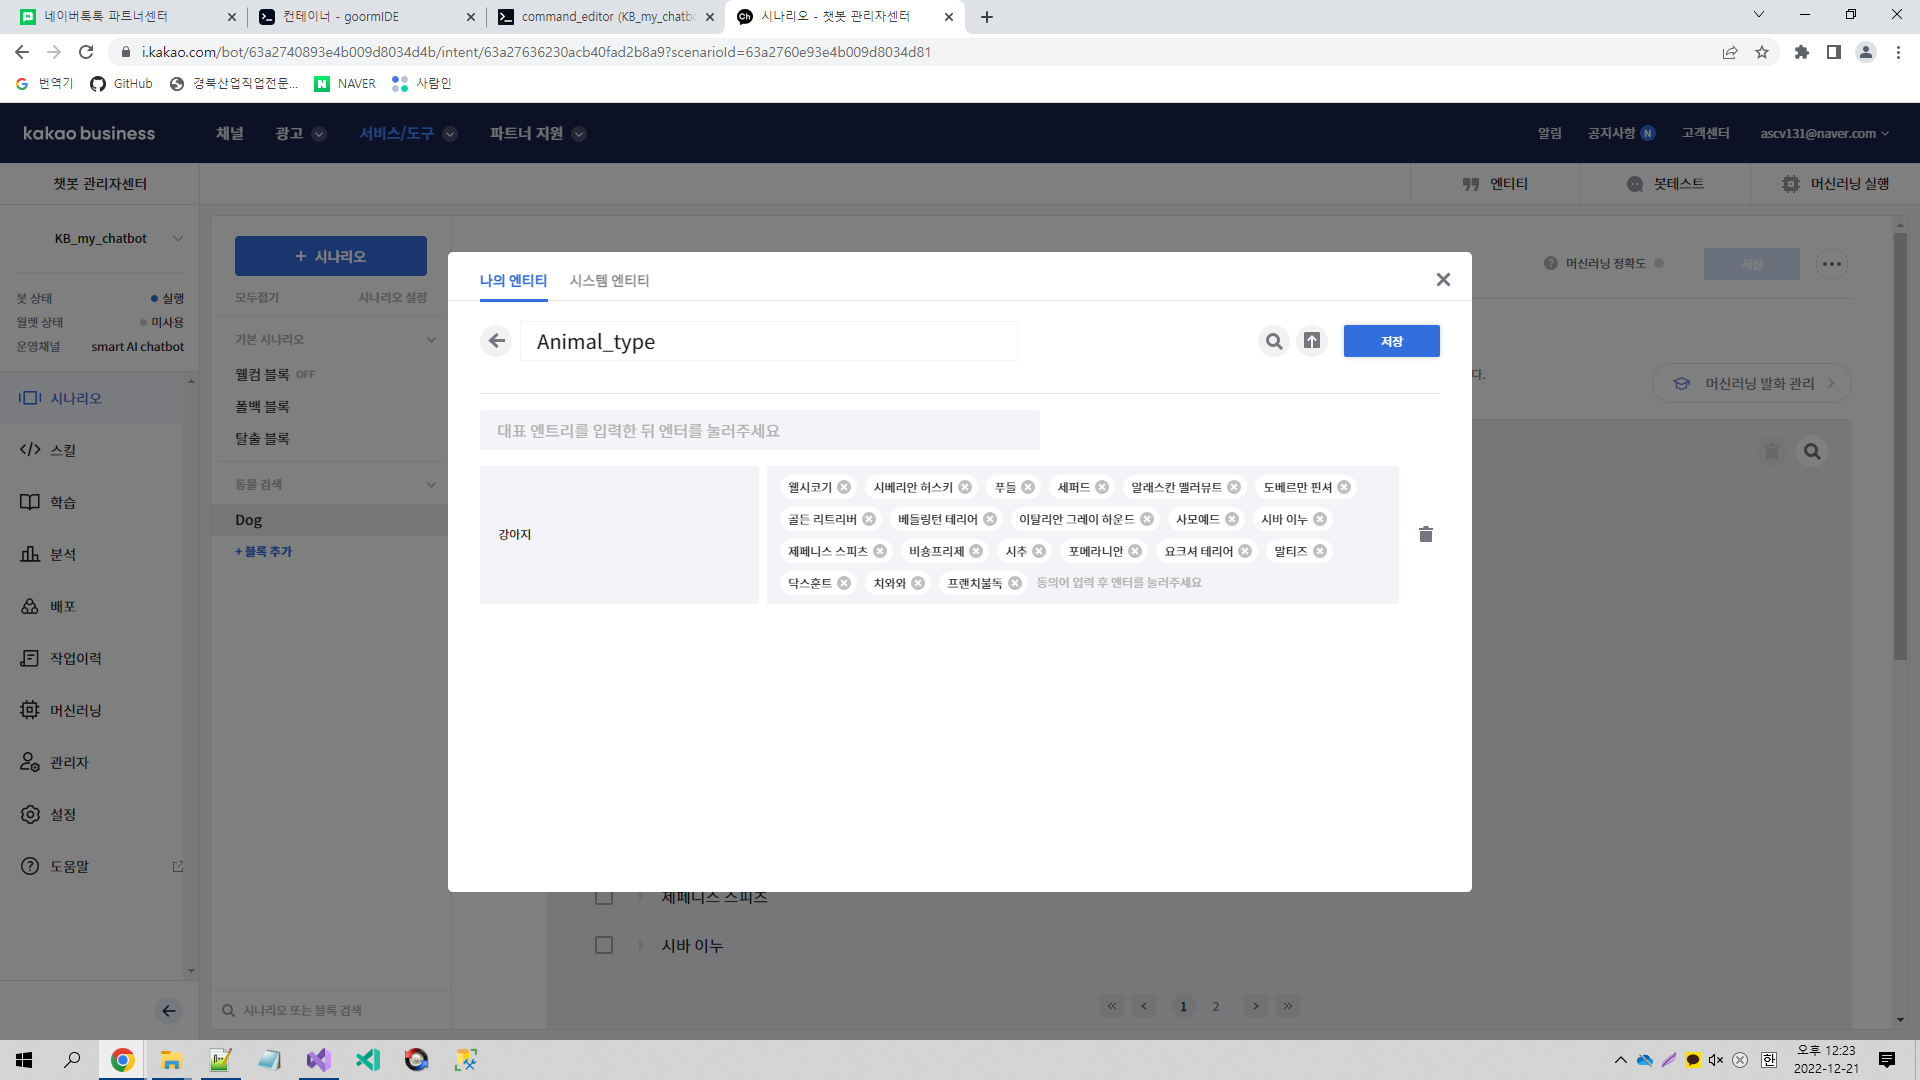 네이버톡톡 파트너센터
컨테이너 - goormIDE
command_editor (KB_my_chatb
시나리오 - 챗봇 관리자센터
i.kakao.com/bot/63a2740893e4b009d8034d4b/intent/63a27636230acb40fad2b8a9?scenarioId=63a2760e93e4b009d8034d81
번역기
GitHub
경북산업직업전문...
NAVER
사람인
kakao business
채널
광고
서비스/도구
파트너 지원
알림
공지사항 N
고객센터
ascv131@naver.com
챗봇 관리자센터
엔티티
봇테스트
머신러닝 실행
KB_my_chatbot
봇 상태
실행
월렛 상태
미사용
운영채널
smart AI chatbot
시나리오
스킬
학습
분석
배포
작업이력
머신러닝
관리자
설정
도움말
+ 시나리오
모두접기
시나리오 설정
기본 시나리오
웰컴 블록 OFF
폴백 블록
탈출 블록
동물 검색
Dog
+ 블록 추가
시나리오 또는 블록 검색
머신러닝 정확도
저장
다.
머신러닝 발화 관리
나의 엔티티
시스템 엔티티
Animal_type
저장
대표 엔트리를 입력한 뒤 엔터를 눌러주세요
강아지
웰시코기 시베리안 허스키 푸들 세퍼드 알래스칸 맬러뮤트 도베르만 핀셔
골든 리트리버 베들링턴 테리어 이탈리안 그레이 하운드 사모예드 시바 이누
제페니스 스피츠 비숑프리제 시추 포메라니안 요크셔 테리어 말티즈
닥스훈트 치와와 프랜치불독 동의어 입력 후 엔터를 눌러주세요
제페니스 스피츠
시바 이누
« < 1 2 > »
한
오후 12:23
2022-12-21